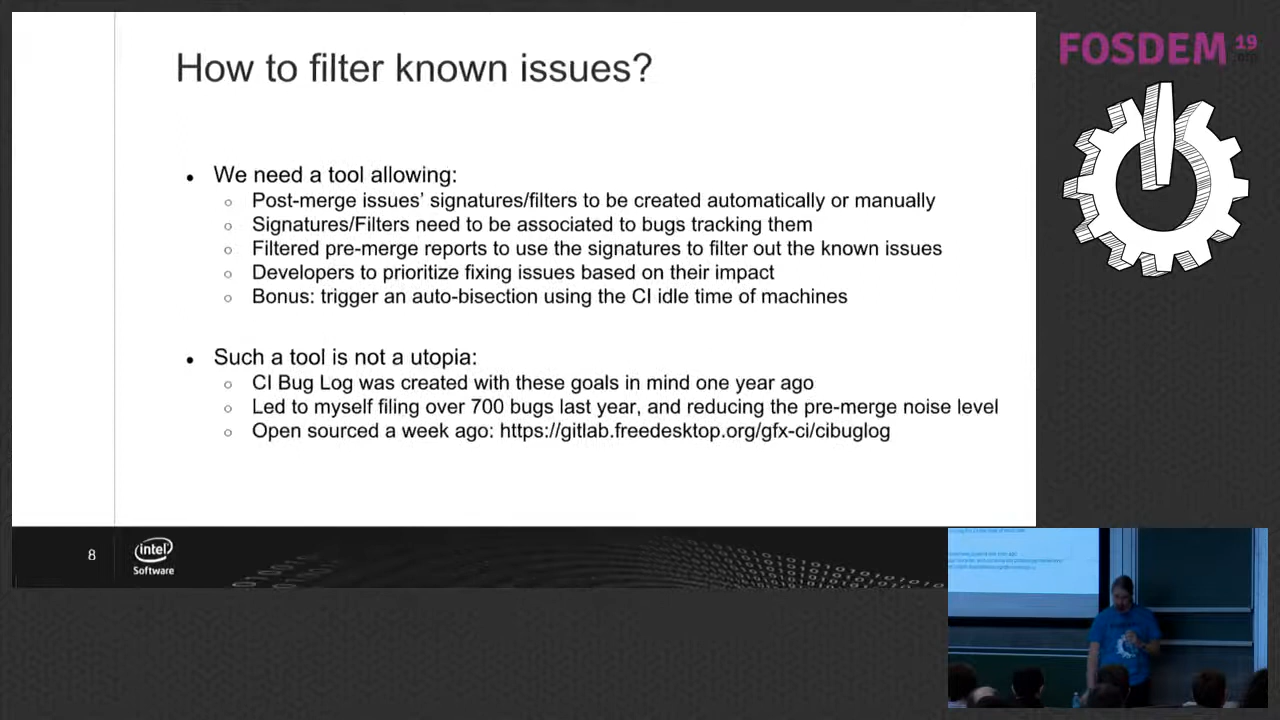 How to filter known issues?
FOSDEM 19
.org
● We need a tool allowing:
○ Post-merge issues’ signatures/filters to be created automatically or manually
○ Signatures/Filters need to be associated to bugs tracking them
○ Filtered pre-merge reports to use the signatures to filter out the known issues
○ Developers to prioritize fixing issues based on their impact
○ Bonus: trigger an auto-bisection using the CI idle time of machines
● Such a tool is not a utopia:
○ CI Bug Log was created with these goals in mind one year ago
○ Led to myself filing over 700 bugs last year, and reducing the pre-merge noise level
○ Open sourced a week ago: https://gitlab.freedesktop.org/gfx-ci/cibuglog
8
intel
Software